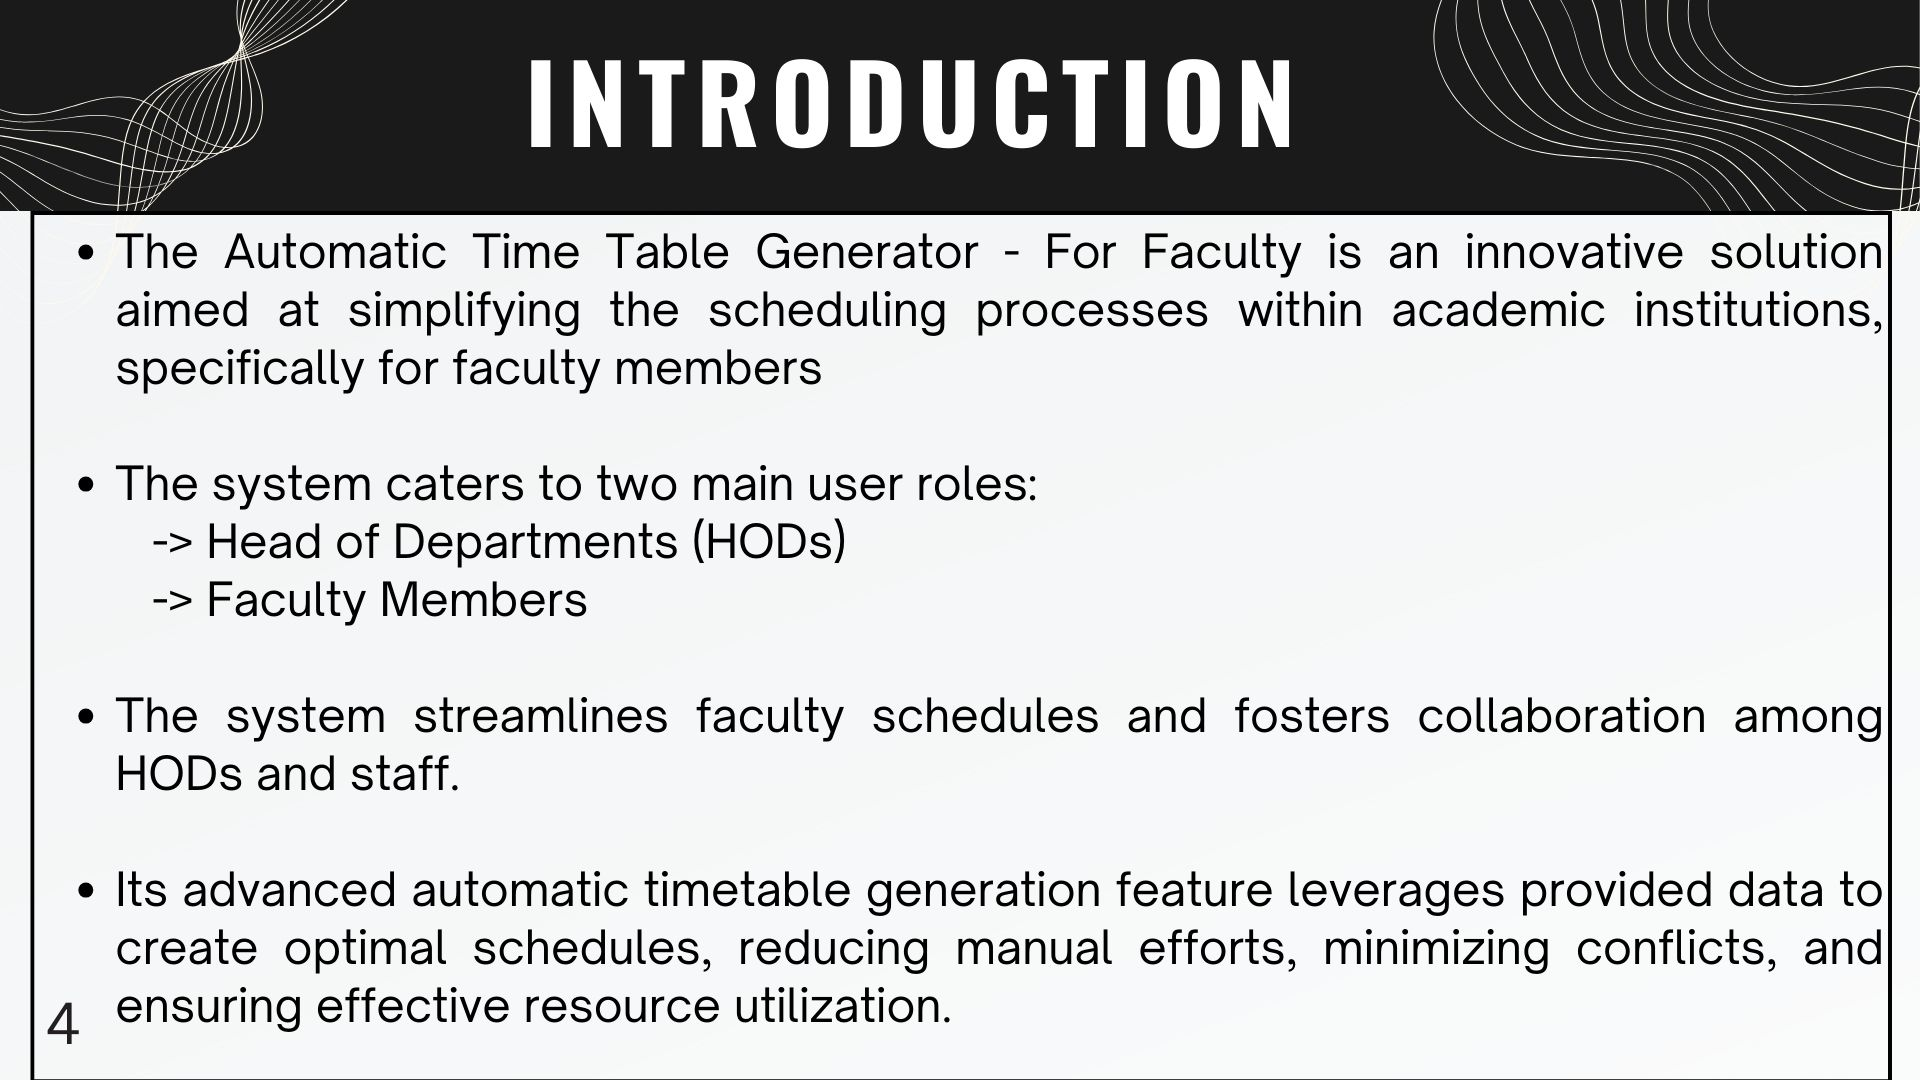 INTRODUCTION
• The Automatic Time Table Generator - For Faculty is an innovative solution
aimed at simplifying the scheduling processes within academic institutions,
specifically for faculty members
• The system caters to two main user roles:
-> Head of Departments (HODs)
-> Faculty Members
• The system streamlines faculty schedules and fosters collaboration among
HODs and staff.
• Its advanced automatic timetable generation feature leverages provided data to
create optimal schedules, reducing manual efforts, minimizing conflicts, and
ensuring effective resource utilization.
4